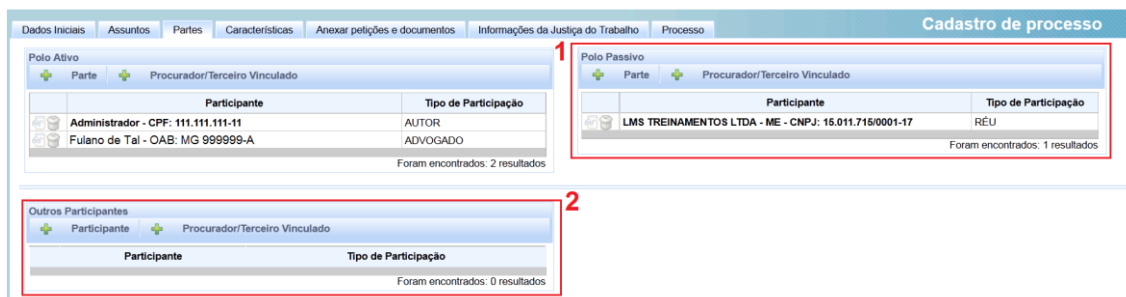 Cadastro de processo
Dados Iniciais Assuntos Partes Características Anexar petições e documentos Informações da Justiça do Trabalho Processo
Polo Ativo
Parte Procurador/Terceiro Vinculado
Participante Tipo de Participação
Administrador - CPF: 111.111.111-11 AUTOR
Fulano de Tal - OAB: MG 999999-A ADVOGADO
Foram encontrados: 2 resultados
1
Polo Passivo
Parte Procurador/Terceiro Vinculado
Participante Tipo de Participação
LMS TREINAMENTOS LTDA - ME - CNPJ: 15.011.715/0001-17 RÉU
Foram encontrados: 1 resultados
2
Outros Participantes
Participante Procurador/Terceiro Vinculado
Participante Tipo de Participação
Foram encontrados: 0 resultados